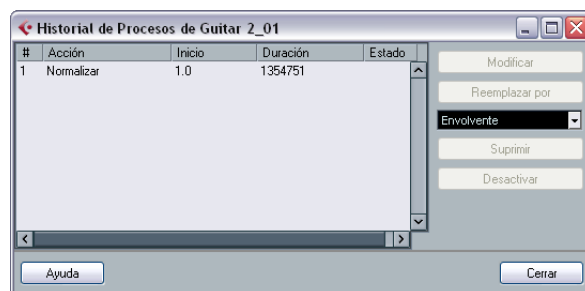 Historial de Procesos de Guitar 2_01
# Acción Inicio Duración Estado
1 Normalizar 1.0 1354751
Modificar
Reemplazar por
Envolvente
Suprimir
Desactivar
Ayuda
Cerrar